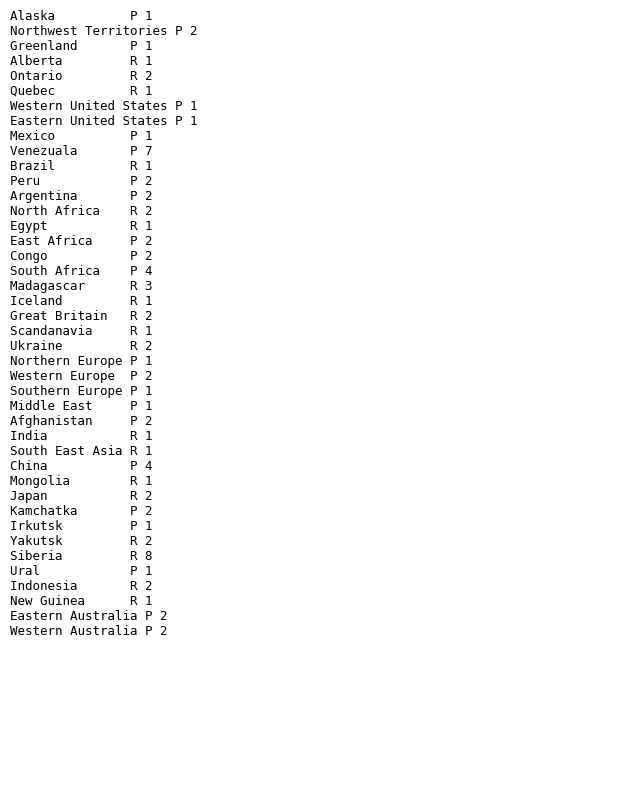 Alaska          P 1
Northwest Territories P 2
Greenland       P 1
Alberta         R 1
Ontario         R 2
Quebec          R 1
Western United States P 1
Eastern United States P 1
Mexico          P 1
Venezuala       P 7
Brazil          R 1
Peru            P 2
Argentina       P 2
North Africa    R 2
Egypt           R 1
East Africa     P 2
Congo           P 2
South Africa    P 4
Madagascar      R 3
Iceland         R 1
Great Britain   R 2
Scandanavia     R 1
Ukraine         R 2
Northern Europe P 1
Western Europe  P 2
Southern Europe P 1
Middle East     P 1
Afghanistan     P 2
India           R 1
South East Asia R 1
China           P 4
Mongolia        R 1
Japan           R 2
Kamchatka       P 2
Irkutsk         P 1
Yakutsk         R 2
Siberia         R 8
Ural            P 1
Indonesia       R 2
New Guinea      R 1
Eastern Australia P 2
Western Australia P 2